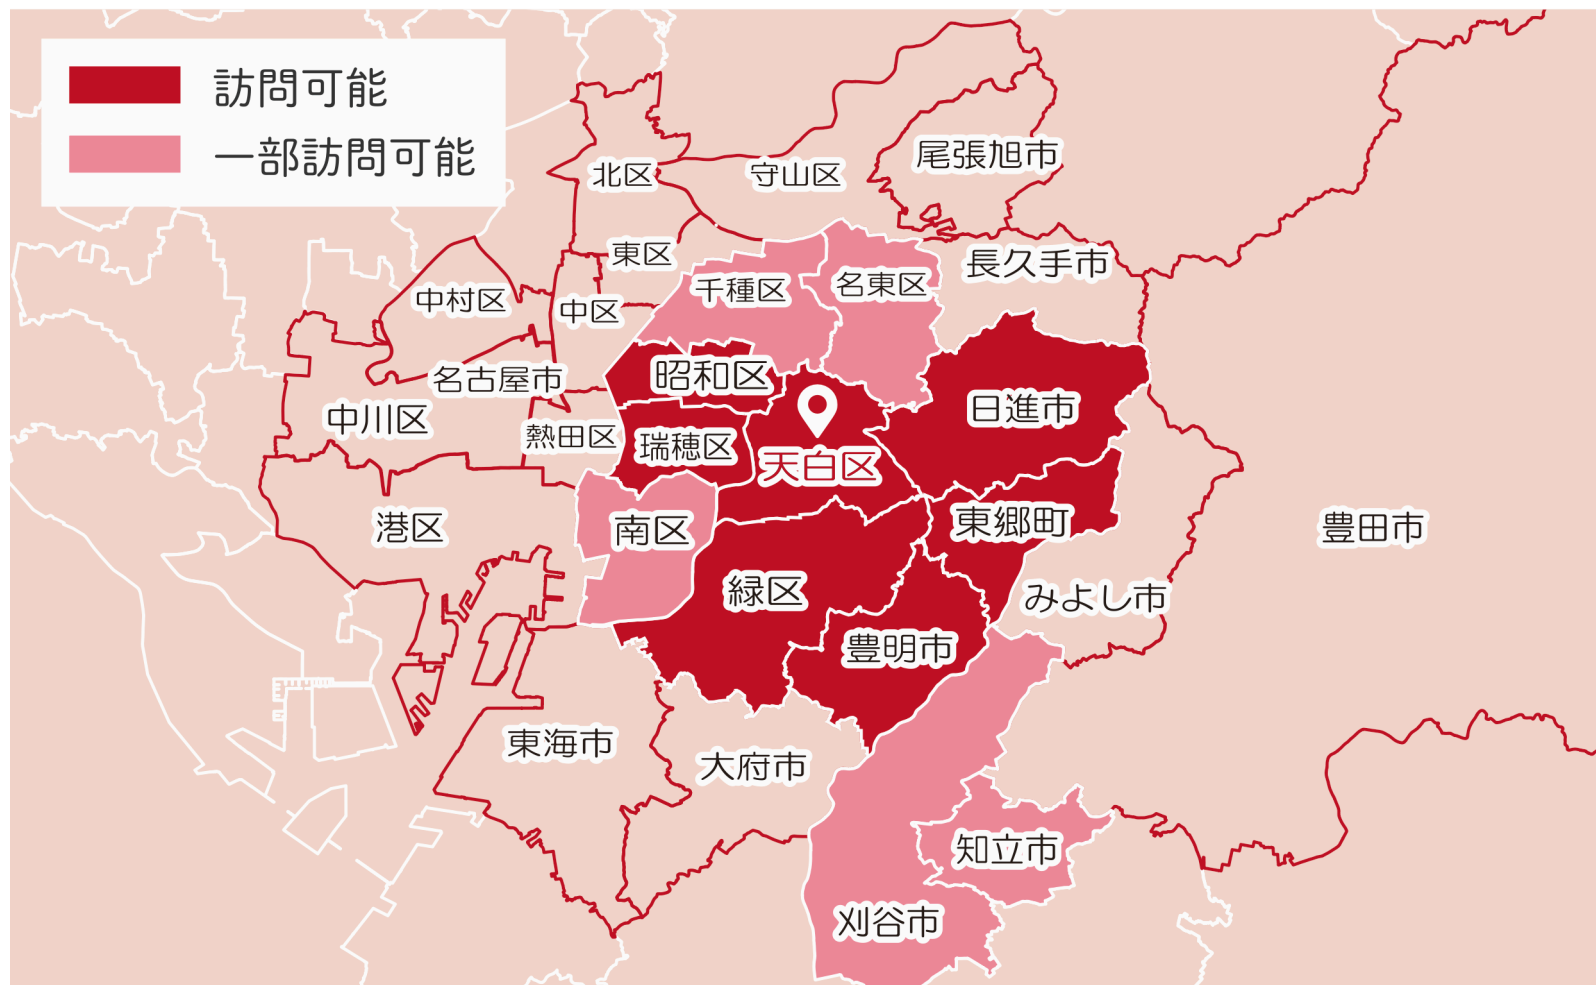 訪問可能
一部訪問可能
北区
守山区
尾張旭市
東区
長久手市
中村区
中区
千種区
名東区
名古屋市
昭和区
中川区
日進市
熱田区
瑞穂区
天白区
港区
南区
東郷町
豊田市
緑区
みよし市
豊明市
東海市
大府市
知立市
刈谷市